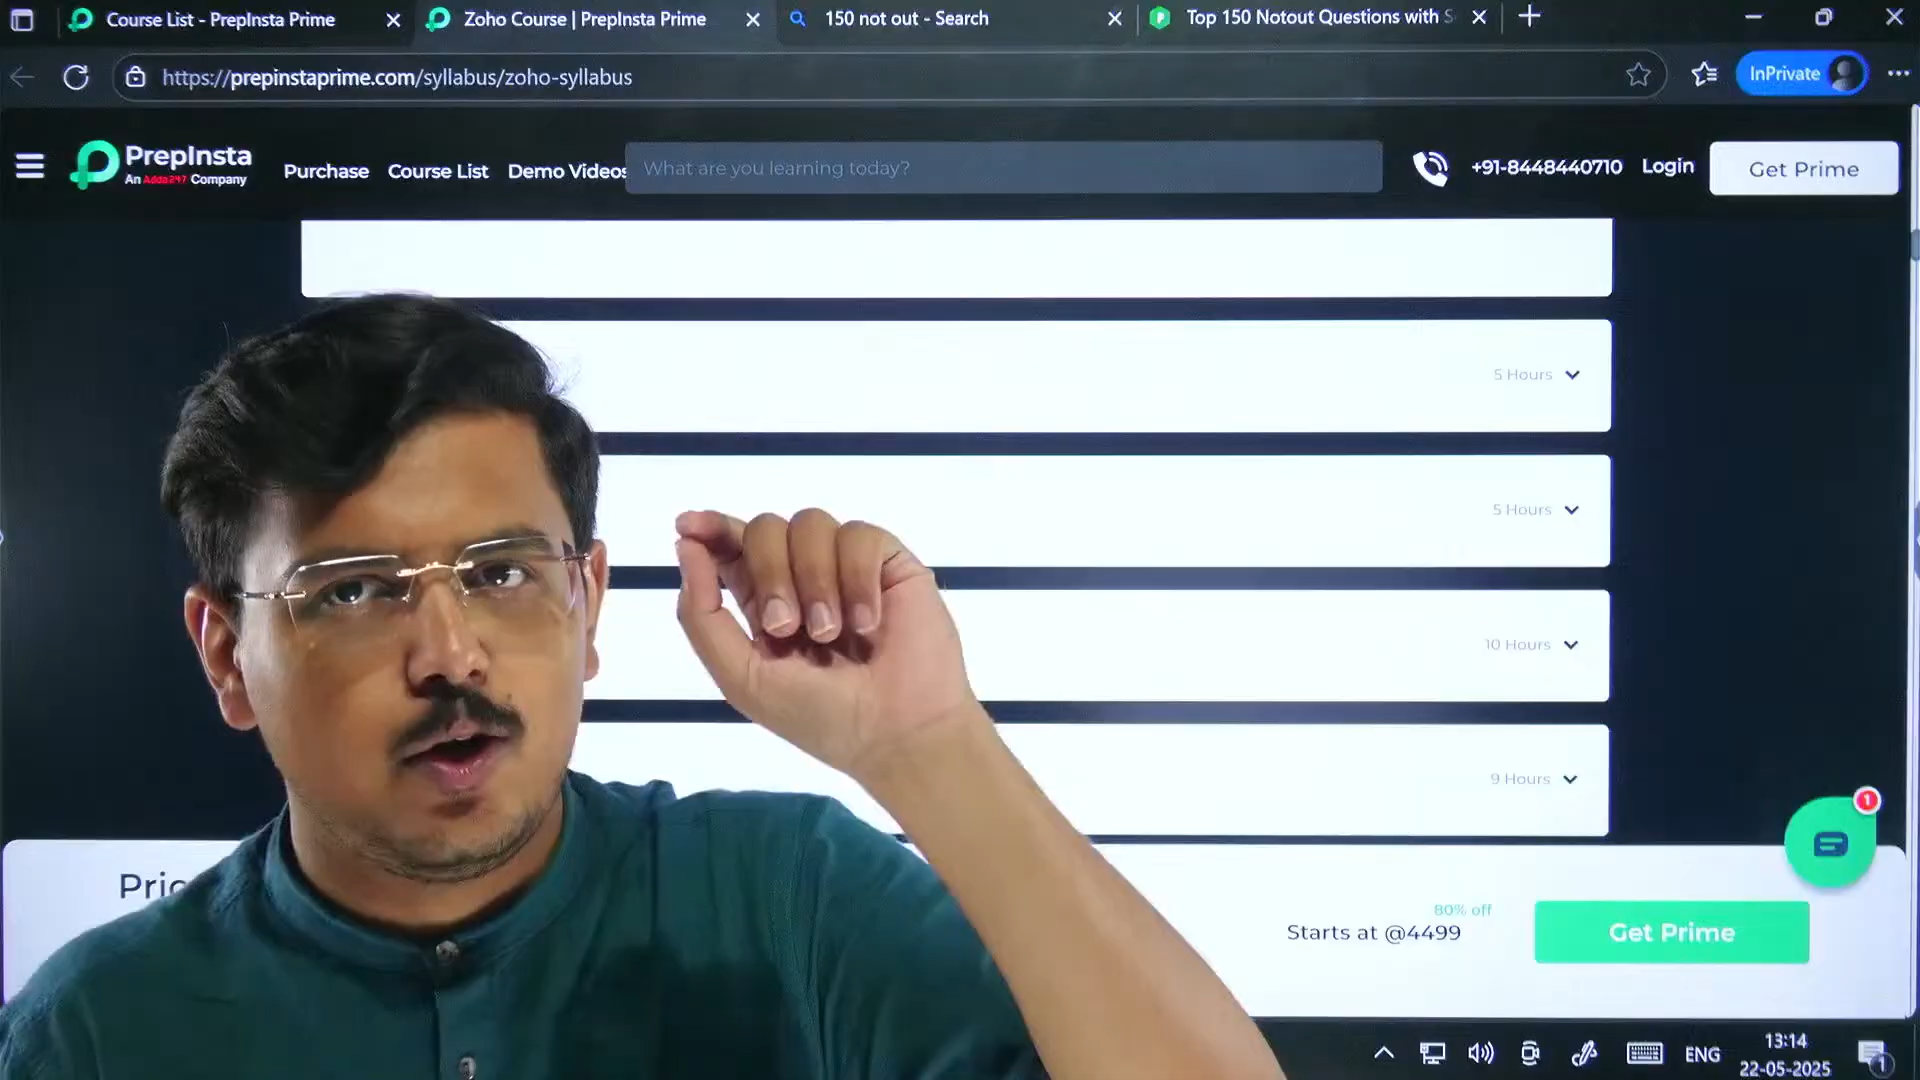 Course List - PrepInsta Prime
Zoho Course | PrepInsta Prime
150 not out - Search
Top 150 Notout Questions with S
https://prepinstaprime.com/syllabus/zoho-syllabus
InPrivate
PrepInsta
An Adda247 Company
Purchase
Course List
Demo Videos
What are you learning today?
+91-8448440710
Login
Get Prime
5 Hours
5 Hours
10 Hours
9 Hours
1
Pric
80% off
Starts at @4499
Get Prime
ENG
13:14
22-05-2025
1